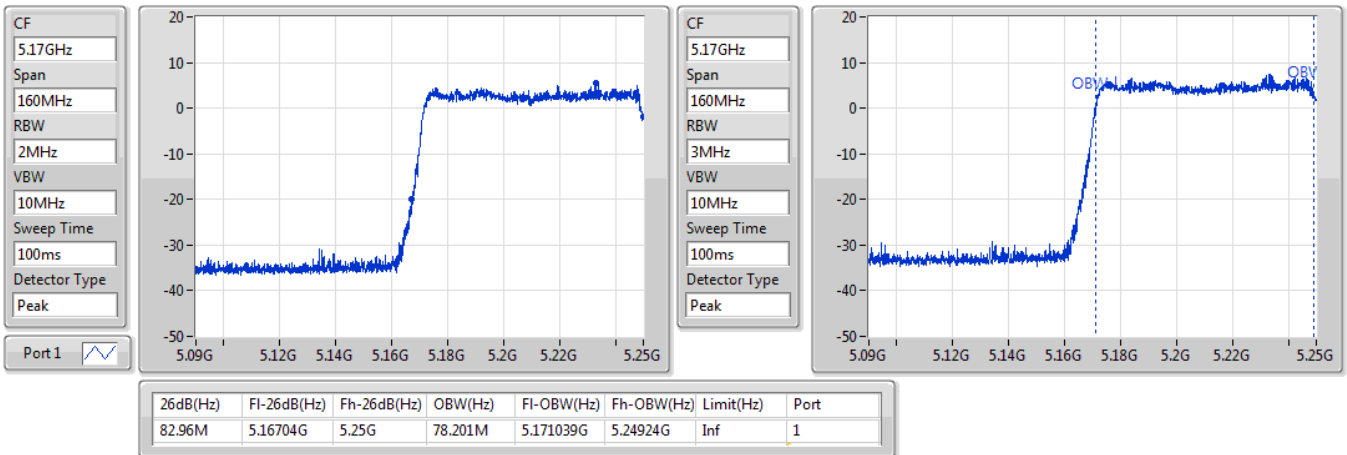 CF
5.17GHz
Span
160MHz
RBW
2MHz
VBW
10MHz
Sweep Time
100ms
Detector Type
Peak
Port 1
20
10
0
-10
-20
-30
-40
-50
5.09G 5.12G 5.14G 5.16G 5.18G 5.2G 5.22G 5.25G
CF
5.17GHz
Span
160MHz
RBW
3MHz
VBW
10MHz
Sweep Time
100ms
Detector Type
Peak
20
10
0
-10
-20
-30
-40
-50
OBW
OBW
5.09G 5.12G 5.14G 5.16G 5.18G 5.2G 5.22G 5.25G
26dB(Hz) Fl-26dB(Hz) Fh-26dB(Hz) OBW(Hz) Fl-OBW(Hz) Fh-OBW(Hz) Limit(Hz) Port
82.96M 5.16704G 5.25G 78.201M 5.171039G 5.24924G Inf 1